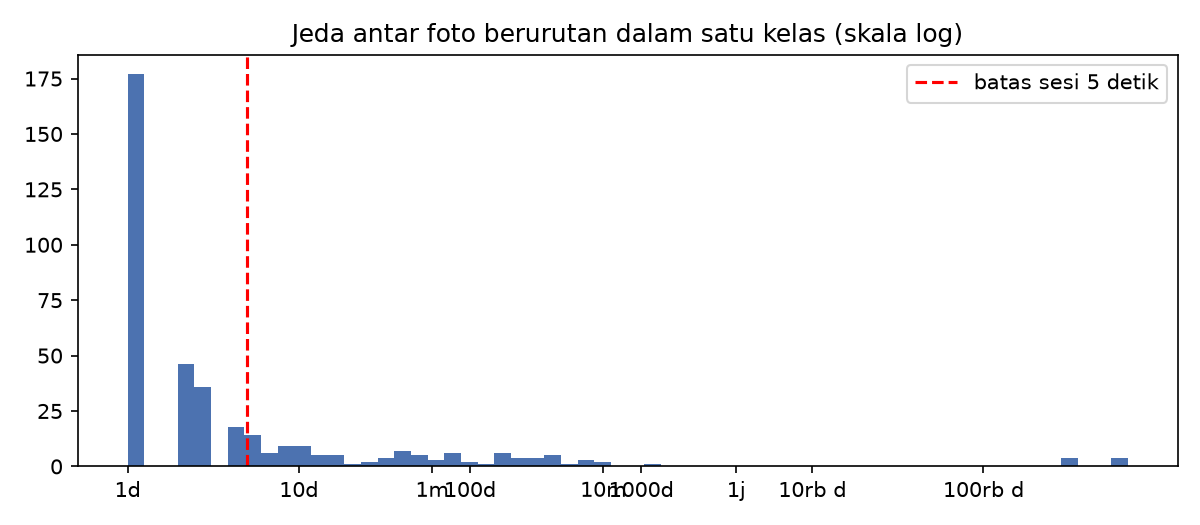 Jeda antar foto berurutan dalam satu kelas (skala log)
batas sesi 5 detik
175
150
125
100
75
50
25
0
1d 10d 1m 100d 10m 1000d 1j 10rb d 100rb d